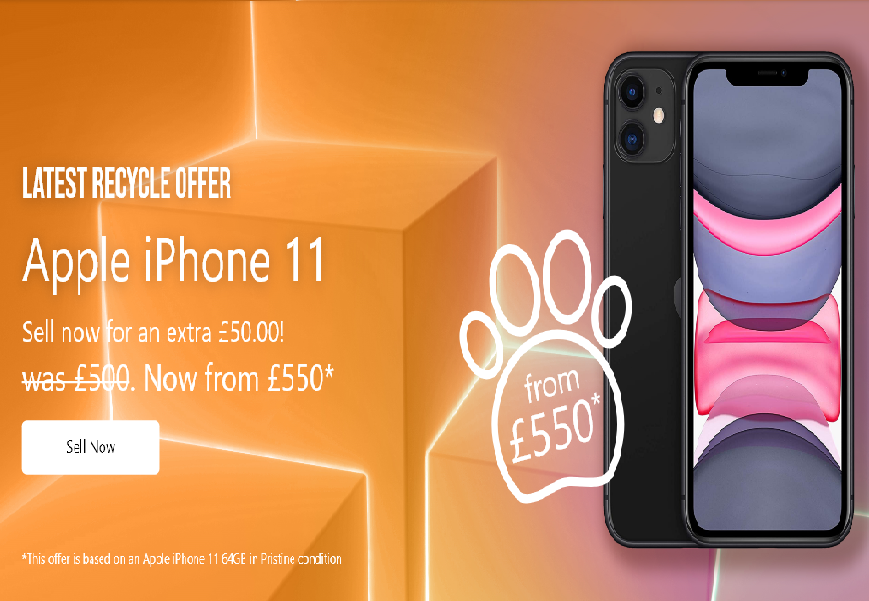 LATEST RECYCLE OFFER
Apple iPhone 11
Sell now for an extra £50.00!
was £500. Now from £550*
from
£550*
Sell Now
*This offer is based on an Apple iPhone 11 64GB in Pristine condition